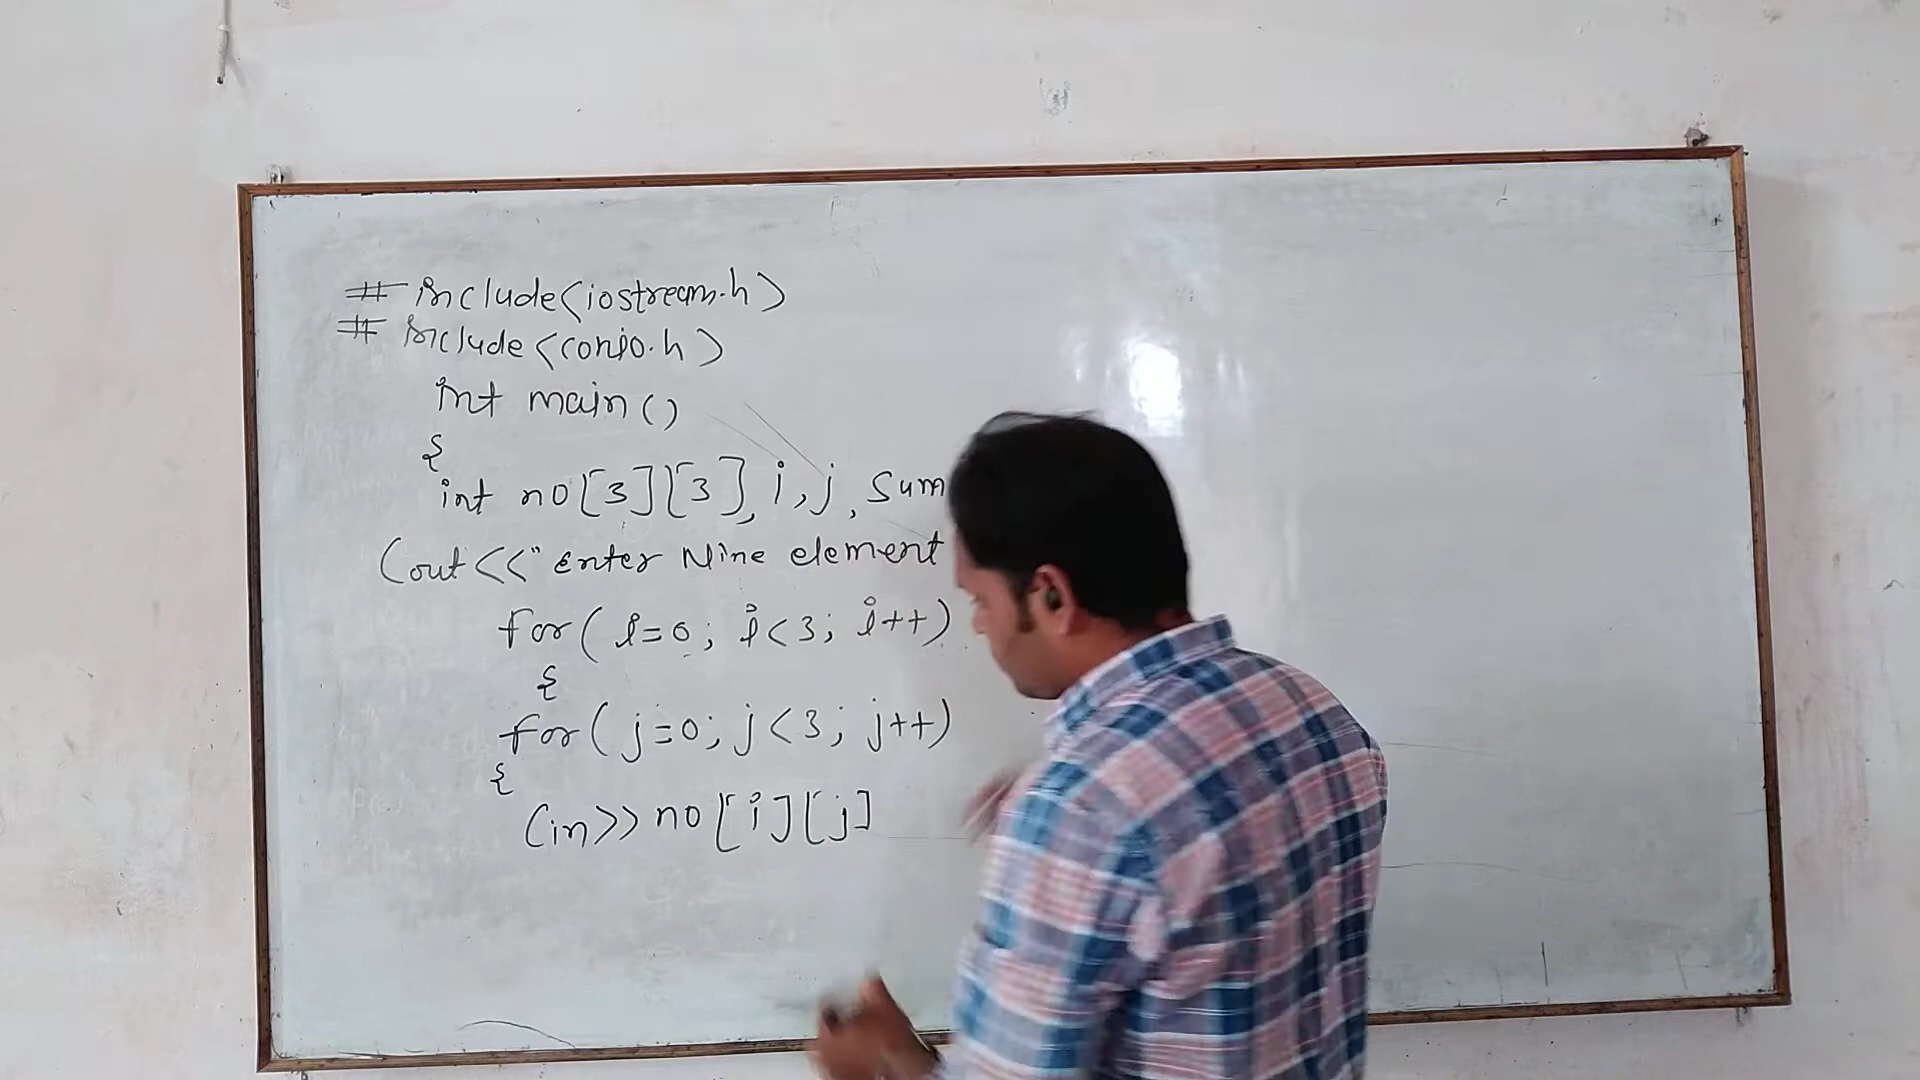 # include<iostream.h>
# include<conio.h>
int main()
{
int no[3][3], i,j, Sum
Cout<<"Enter Nine element
for( i=0; i<3; i++)
{
for( j=0; j<3; j++)
{
Cin>>no[i][j]